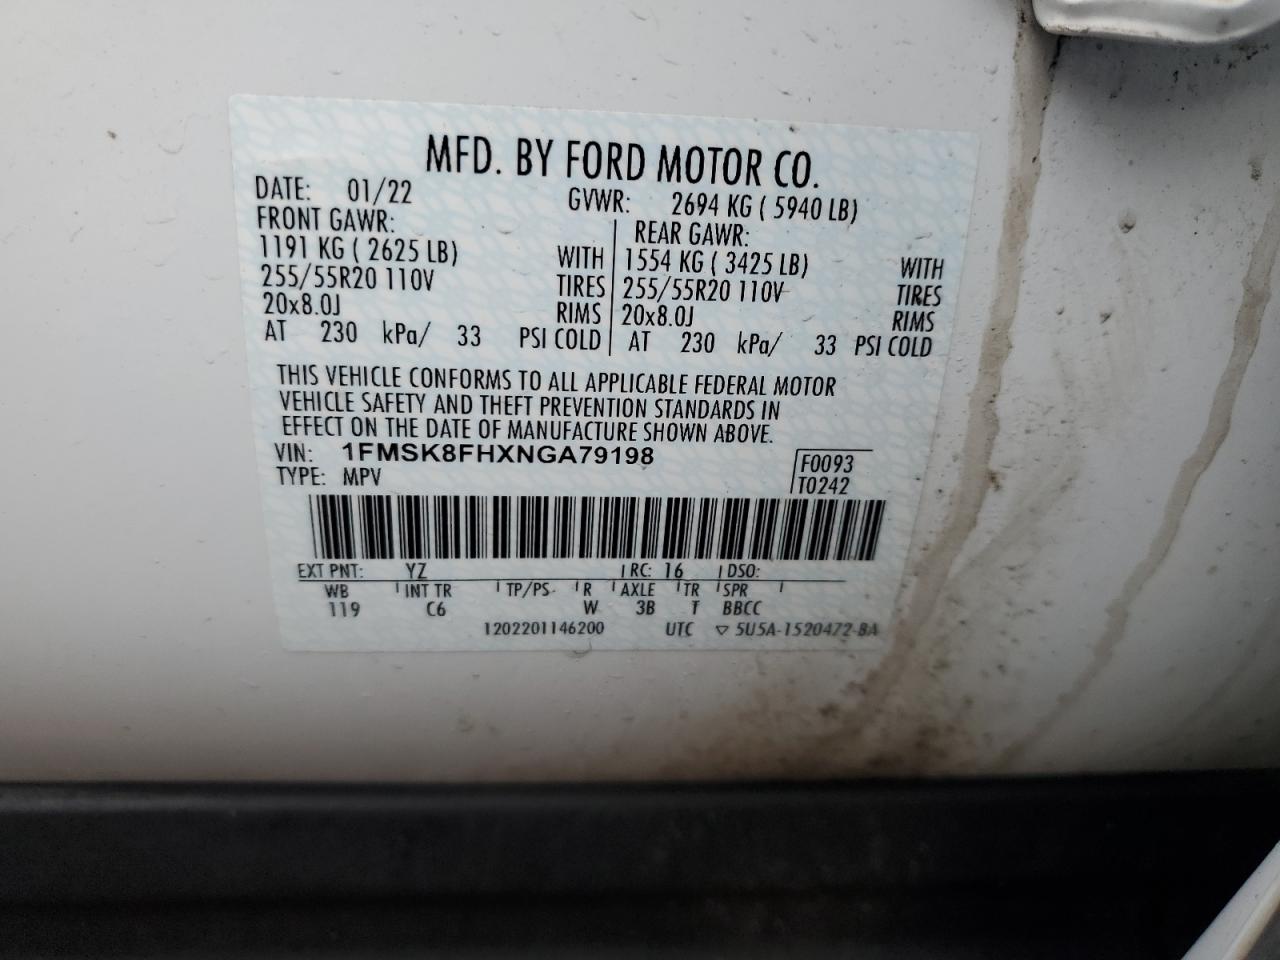 MFD. BY FORD MOTOR CO.
DATE: 01/22 GVWR: 2694 KG ( 5940 LB)
FRONT GAWR: REAR GAWR:
1191 KG ( 2625 LB) WITH 1554 KG ( 3425 LB) WITH
255/55R20 110V TIRES 255/55R20 110V TIRES
20x8.0J RIMS 20x8.0J RIMS
AT 230 kPa/ 33 PSI COLD AT 230 kPa/ 33 PSI COLD
THIS VEHICLE CONFORMS TO ALL APPLICABLE FEDERAL MOTOR
VEHICLE SAFETY AND THEFT PREVENTION STANDARDS IN
EFFECT ON THE DATE OF MANUFACTURE SHOWN ABOVE.
VIN: 1FMSK8FHXNGA79198 F0093
TYPE: MPV T0242
EXT PNT: YZ RC: 16 DSO:
WB INT TR TP/PS R AXLE TR SPR
119 C6 W 3B T BBCC
1202201146200 UTC ▽ 5U5A-1520472-BA